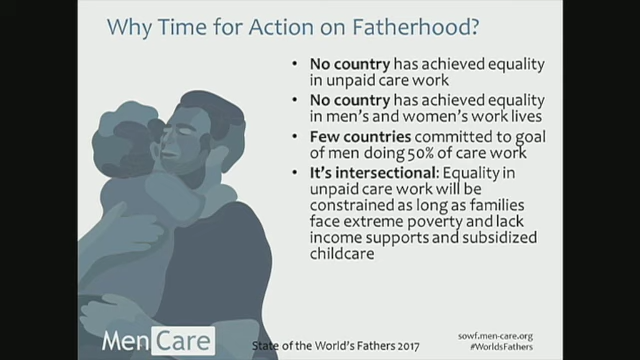 Why Time for Action on Fatherhood?
• No country has achieved equality
in unpaid care work
• No country has achieved equality
in men's and women's work lives
• Few countries committed to goal
of men doing 50% of care work
• It's intersectional: Equality in
unpaid care work will be
constrained as long as families
face extreme poverty and lack
income supports and subsidized
childcare
MenCare
State of the World's Fathers 2017
sowf.men-care.org
#WorldsFathers